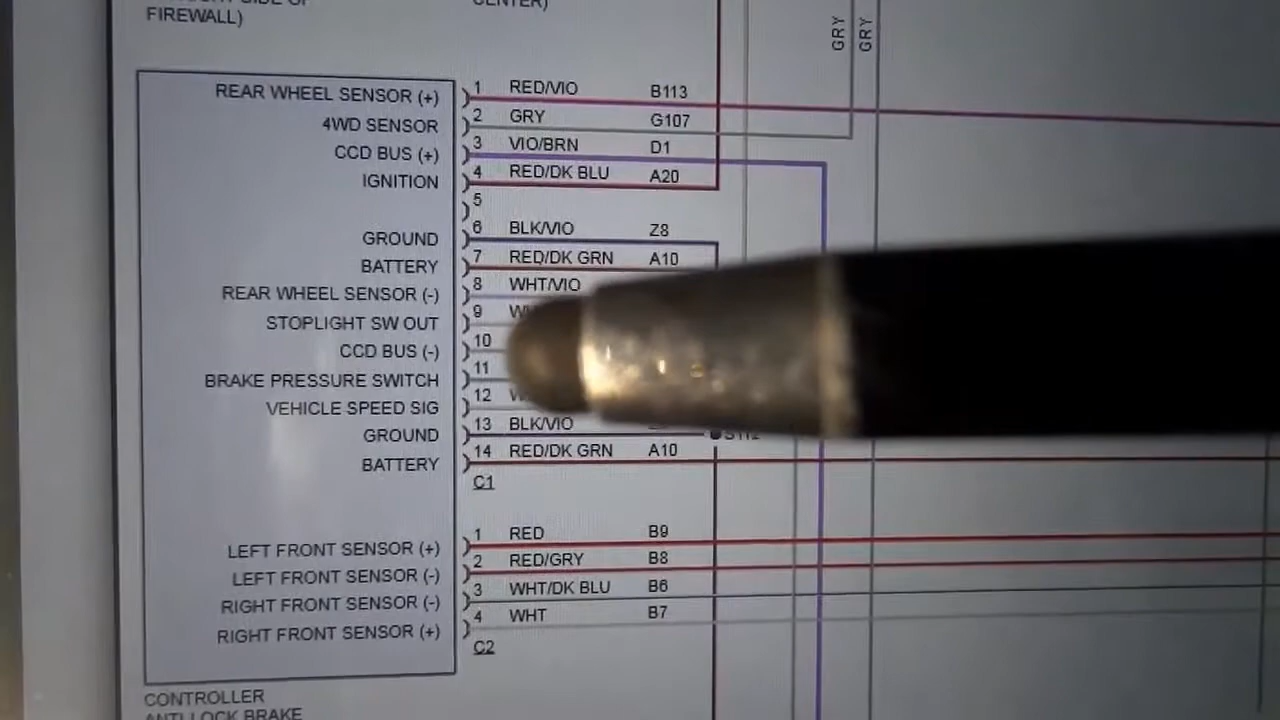 FIREWALL)
CENTER)
GRY
GRY
REAR WHEEL SENSOR (+) 1 RED/VIO B113
4WD SENSOR 2 GRY G107
CCD BUS (+) 3 VIO/BRN D1
IGNITION 4 RED/DK BLU A20
5
GROUND 6 BLK/VIO Z8
BATTERY 7 RED/DK GRN A10
REAR WHEEL SENSOR (-) 8 WHT/VIO
STOPLIGHT SW OUT 9
CCD BUS (-) 10
BRAKE PRESSURE SWITCH 11
VEHICLE SPEED SIG 12
GROUND 13 BLK/VIO
BATTERY 14 RED/DK GRN A10
C1
LEFT FRONT SENSOR (+) 1 RED B9
LEFT FRONT SENSOR (-) 2 RED/GRY B8
RIGHT FRONT SENSOR (-) 3 WHT/DK BLU B6
RIGHT FRONT SENSOR (+) 4 WHT B7
C2
CONTROLLER
ANTI LOCK BRAKE